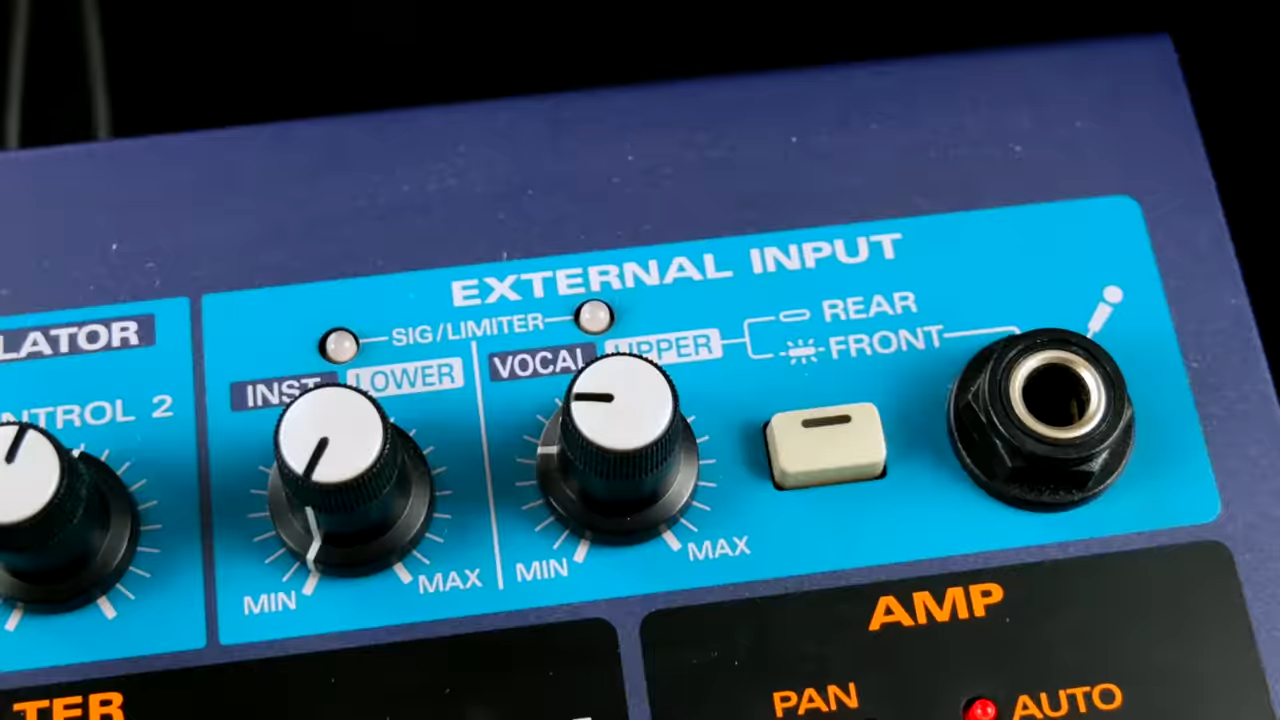 EXTERNAL INPUT
SIG/LIMITER
REAR
FRONT
LATOR
INST
LOWER
VOCAL
UPPER
NTROL 2
MIN
MAX
MIN
MAX
AMP
TER
PAN
AUTO